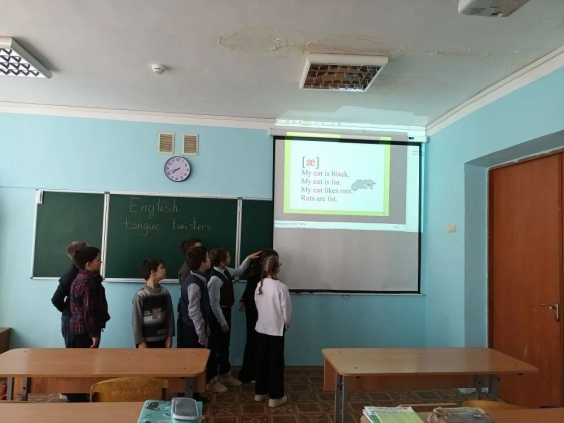 English
tongue twisters
[æ]
My cat is black.
My cat is fat.
My cat likes rats.
Rats are fat.